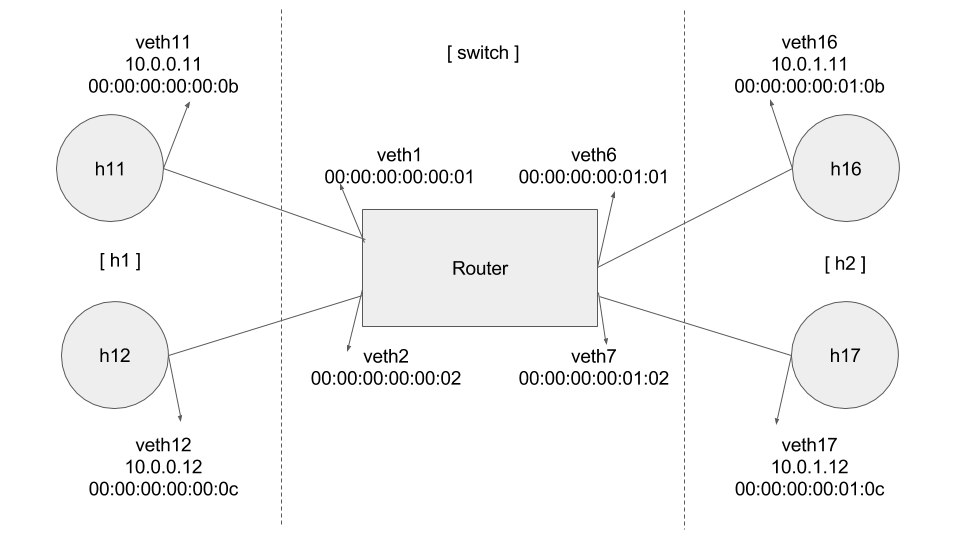 veth11
10.0.0.11
00:00:00:00:00:0b
[ switch ]
veth16
10.0.1.11
00:00:00:00:01:0b
h11
veth1
00:00:00:00:00:01
veth6
00:00:00:00:01:01
h16
[ h1 ]
Router
[ h2 ]
h12
veth2
00:00:00:00:00:02
veth7
00:00:00:00:01:02
h17
veth12
10.0.0.12
00:00:00:00:00:0c
veth17
10.0.1.12
00:00:00:00:01:0c